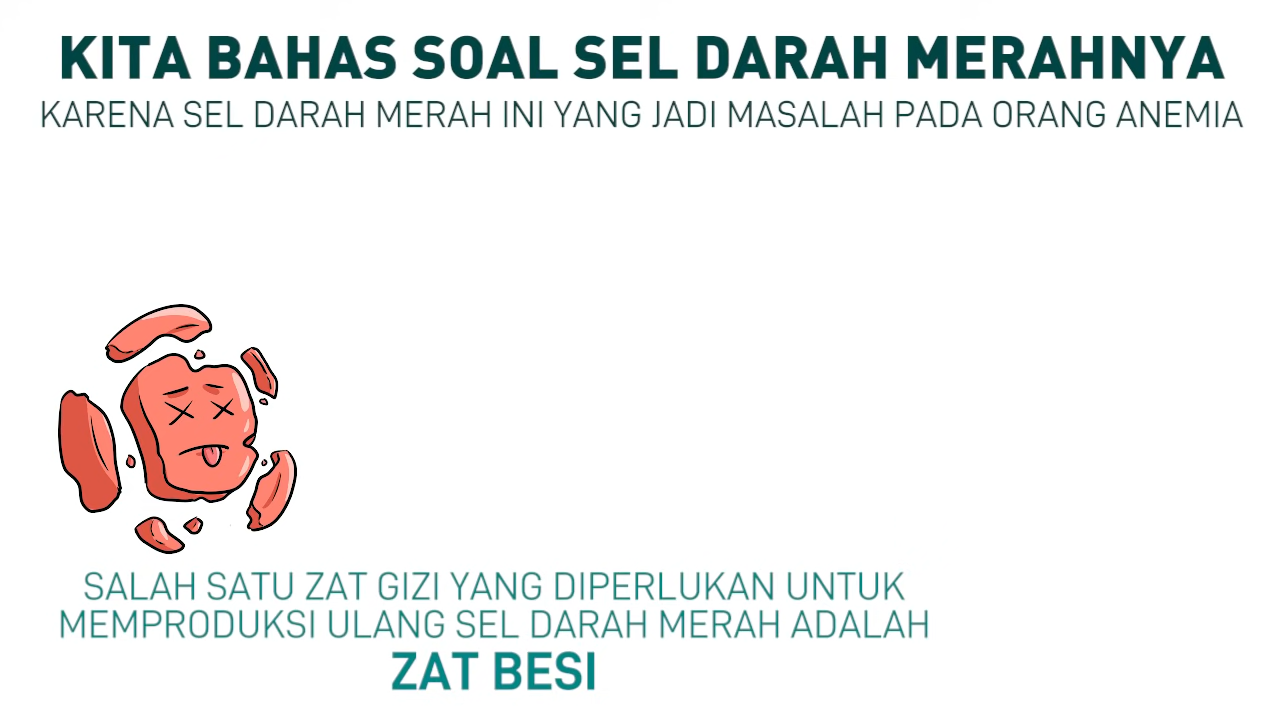 KITA BAHAS SOAL SEL DARAH MERAHNYA
KARENA SEL DARAH MERAH INI YANG JADI MASALAH PADA ORANG ANEMIA
SALAH SATU ZAT GIZI YANG DIPERLUKAN UNTUK
MEMPRODUKSI ULANG SEL DARAH MERAH ADALAH
ZAT BESI